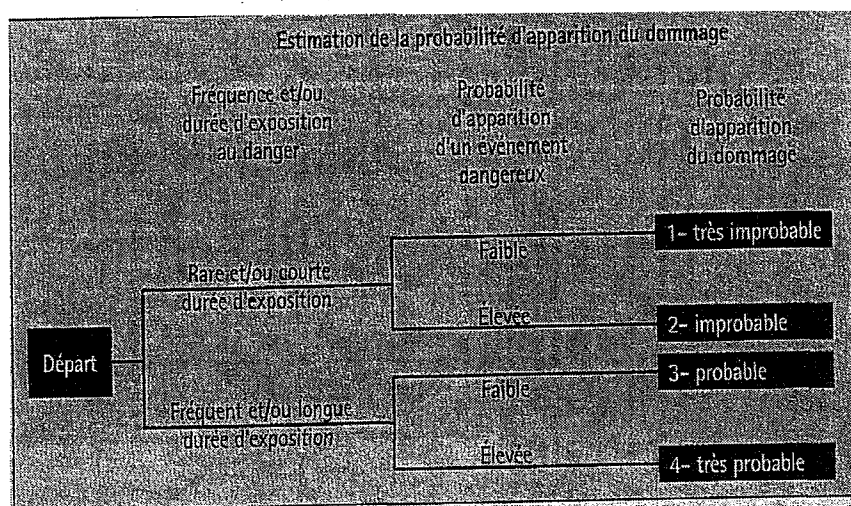 Estimation de la probabilité d'apparition du dommage
Fréquence et/ou
durée d'exposition
au danger
Probabilité
d'apparition
d'un événement
dangereux
Probabilité
d'apparition
du dommage
Départ
Rare et/ou courte
durée d'exposition
Faible
1- très improbable
Élevée
2- improbable
Fréquent et/ou longue
durée d'exposition
Faible
3- probable
Élevée
4- très probable